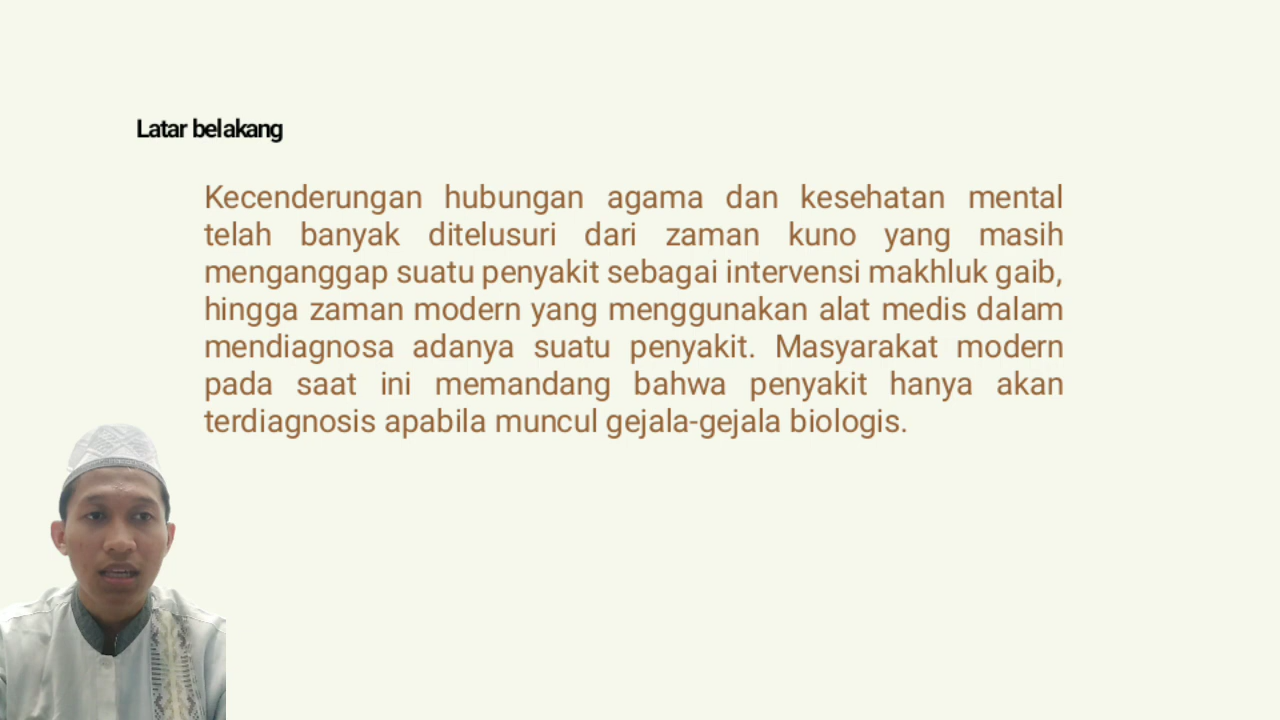 Latar belakang
Kecenderungan hubungan agama dan kesehatan mental
telah banyak ditelusuri dari zaman kuno yang masih
menganggap suatu penyakit sebagai intervensi makhluk gaib,
hingga zaman modern yang menggunakan alat medis dalam
mendiagnosa adanya suatu penyakit. Masyarakat modern
pada saat ini memandang bahwa penyakit hanya akan
terdiagnosis apabila muncul gejala-gejala biologis.